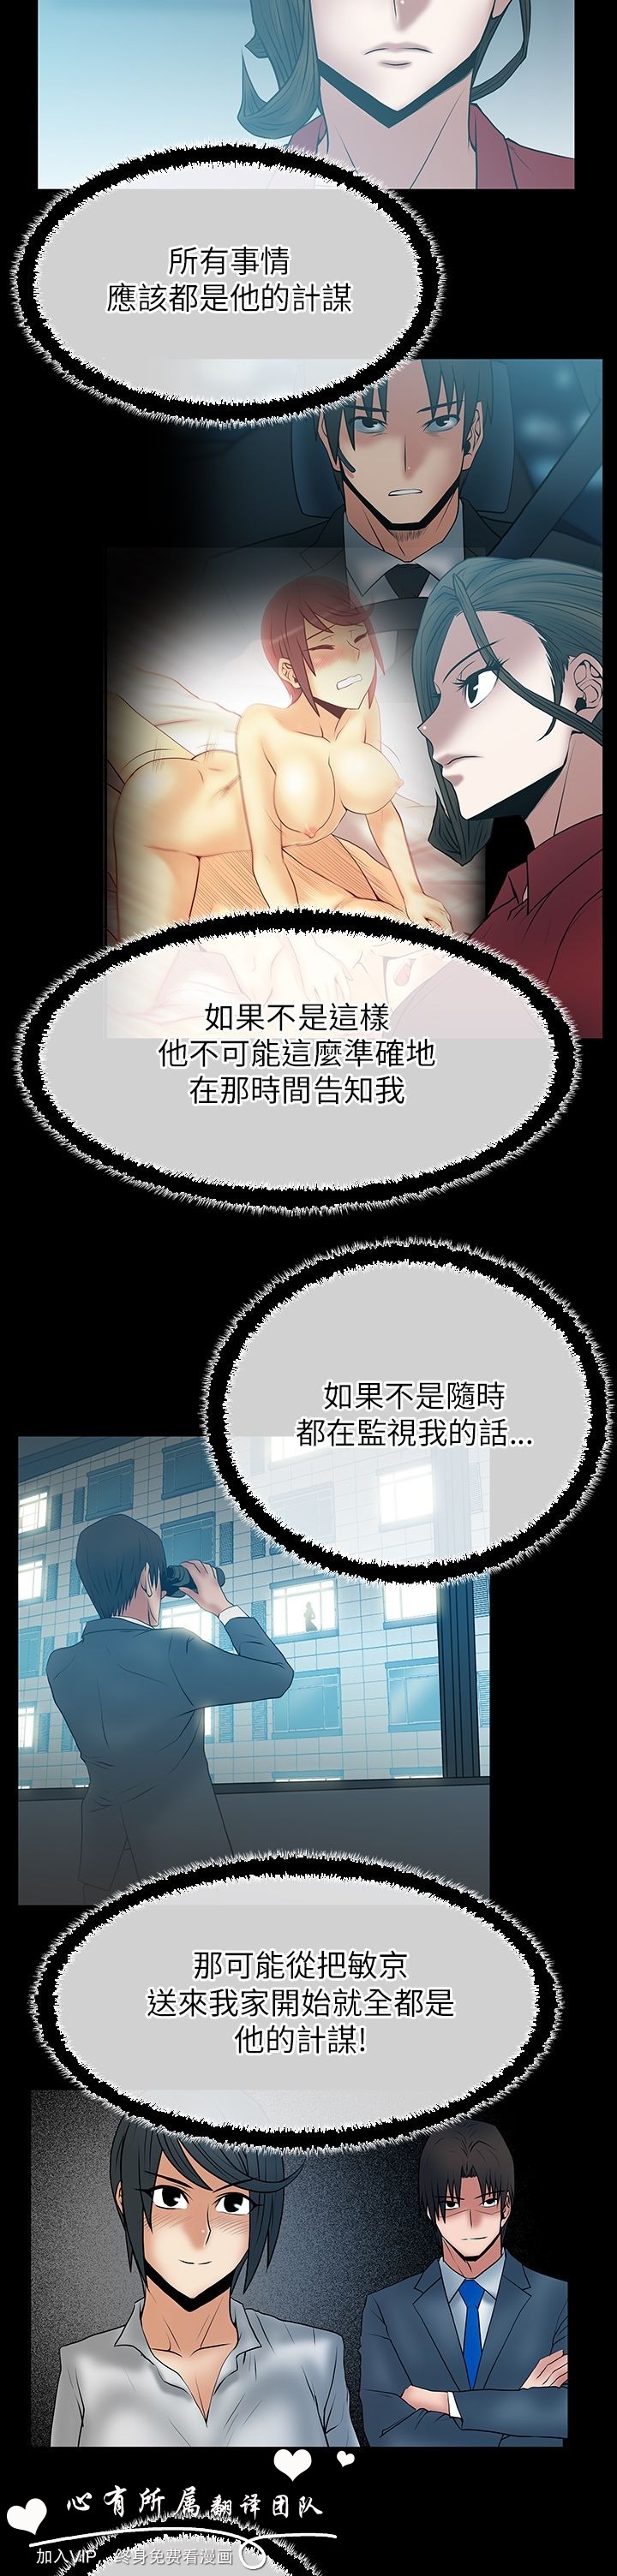 所有事情
應該都是他的計謀
如果不是這樣
他不可能這麼準確地
在那時間告知我
如果不是隨時
都在監視我的話...
那可能從把敏京
送來我家開始就全都是
他的計謀!
心有所属翻译团队
加入VIP，终身免费看漫画